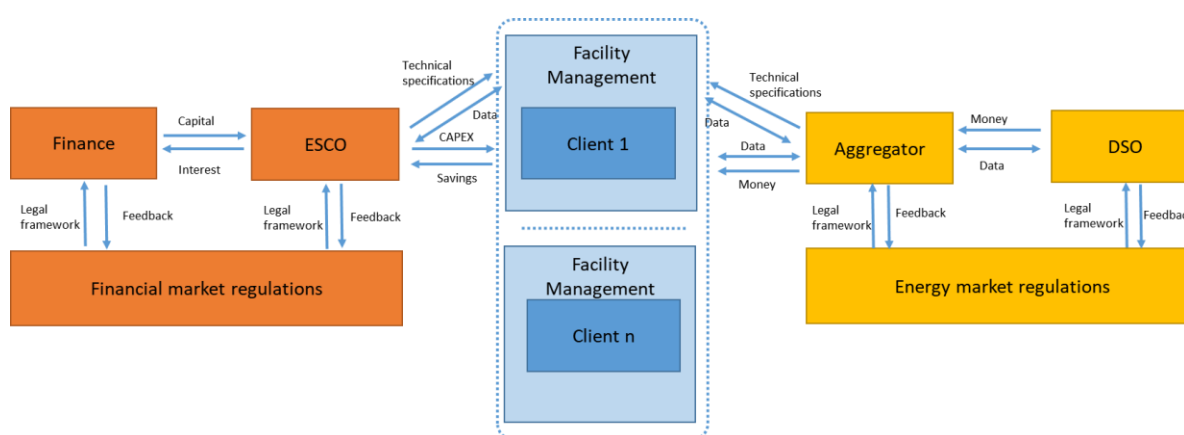 Facility
Management
Client 1
Technical
specifications
Data
CAPEX
Savings
Capital
Interest
Finance
ESCO
Legal
framework
Feedback
Legal
framework
Feedback
Financial market regulations
Facility
Management
Client n
Technical
specifications
Data
Data
Money
Aggregator
Money
Data
DSO
Legal
framework
Feedback
Legal
framework
Feedback
Energy market regulations